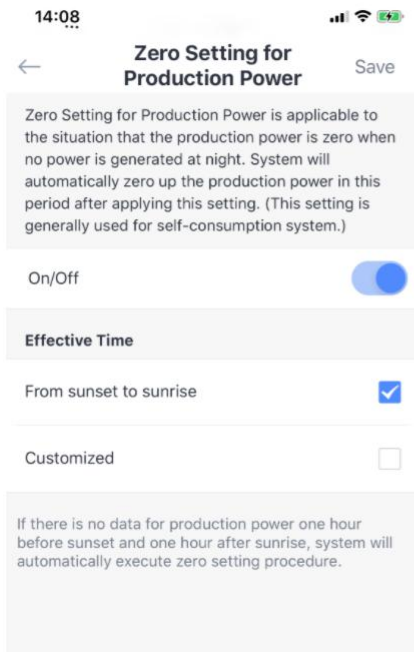 14:08
Zero Setting for
Production Power
Save
Zero Setting for Production Power is applicable to
the situation that the production power is zero when
no power is generated at night. System will
automatically zero up the production power in this
period after applying this setting. (This setting is
generally used for self-consumption system.)
On/Off
Effective Time
From sunset to sunrise
Customized
If there is no data for production power one hour
before sunset and one hour after sunrise, system will
automatically execute zero setting procedure.